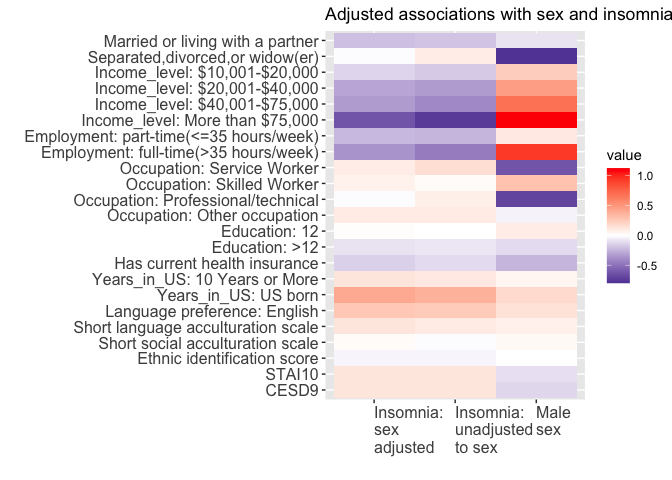 Adjusted associations with sex and insomnia
Married or living with a partner
Separated,divorced,or widow(er)
Income_level: $10,001-$20,000
Income_level: $20,001-$40,000
Income_level: $40,001-$75,000
Income_level: More than $75,000
Employment: part-time(<=35 hours/week)
Employment: full-time(>35 hours/week)
Occupation: Service Worker
Occupation: Skilled Worker
Occupation: Professional/technical
Occupation: Other occupation
Education: 12
Education: >12
Has current health insurance
Years_in_US: 10 Years or More
Years_in_US: US born
Language preference: English
Short language acculturation scale
Short social acculturation scale
Ethnic identification score
STAI10
CESD9
Insomnia:
sex
adjusted
Insomnia:
unadjusted
to sex
Male
sex
value
1.0
0.5
0.0
-0.5